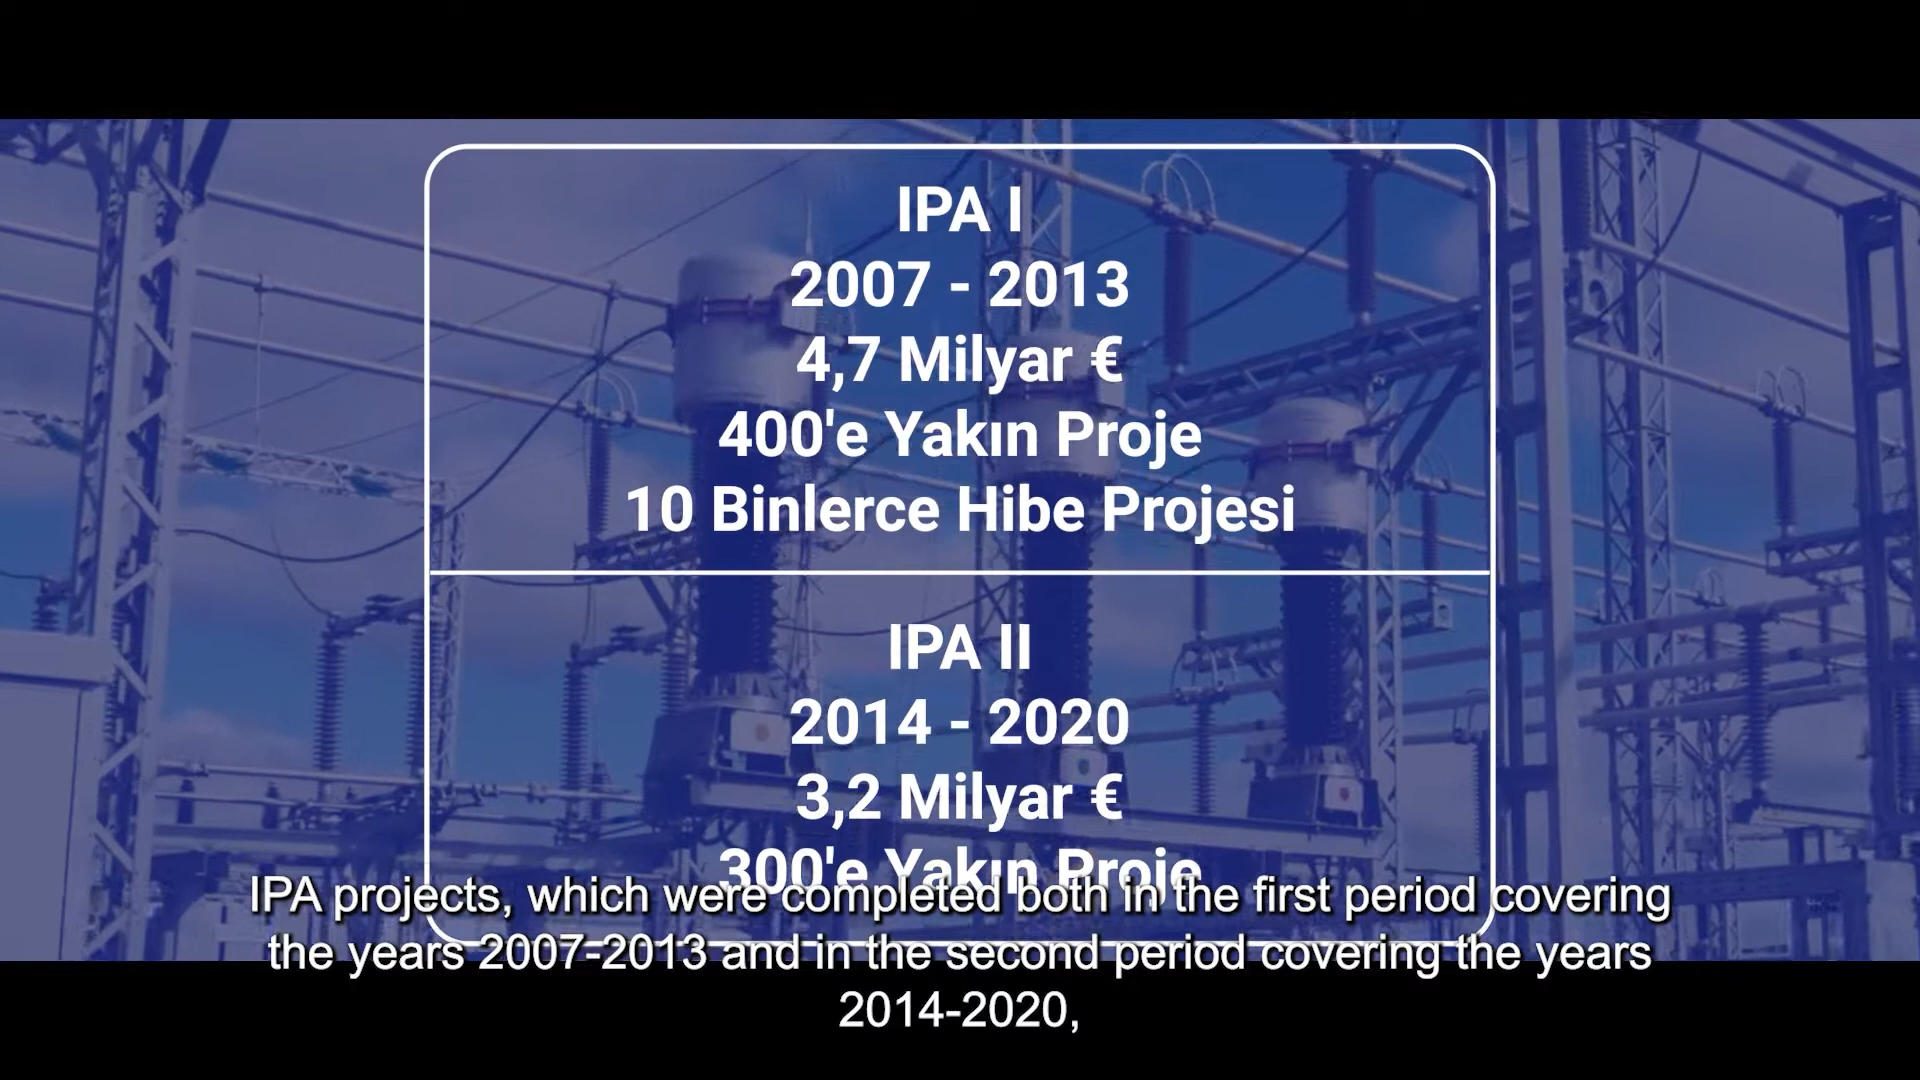 IPA I
2007 - 2013
4,7 Milyar €
400'e Yakın Proje
10 Binlerce Hibe Projesi
IPA II
2014 - 2020
3,2 Milyar €
300'e Yakın Proje
IPA projects, which were completed both in the first period covering
the years 2007-2013 and in the second period covering the years
2014-2020,